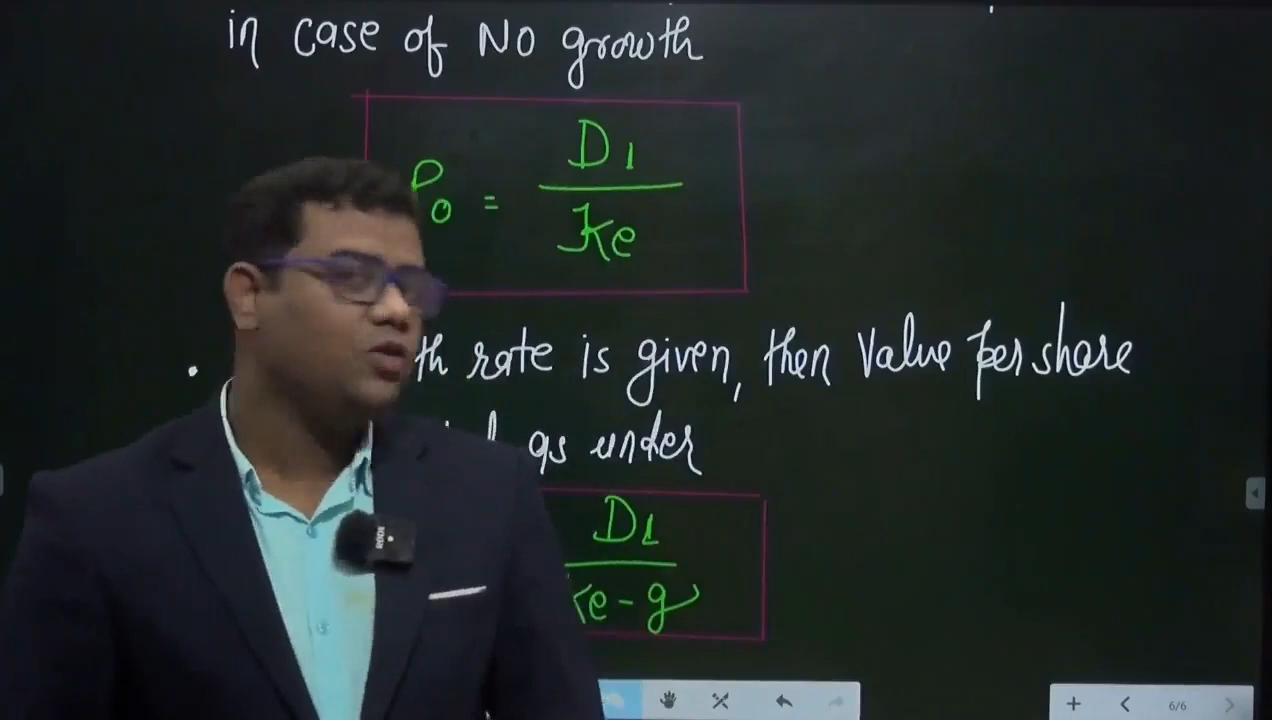 in case of No growth
P0 = D1
Ke
th rate is given, then Value per share
as under
D1
Ke - g
RODE
6/6